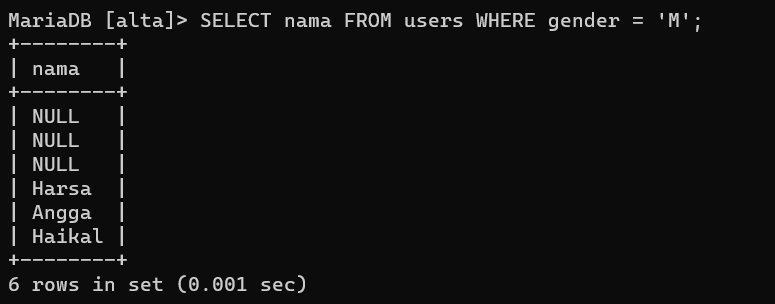 MariaDB [alta]> SELECT nama FROM users WHERE gender = 'M';
+--------+
| nama   |
+--------+
| NULL   |
| NULL   |
| NULL   |
| Harsa  |
| Angga  |
| Haikal |
+--------+
6 rows in set (0.001 sec)